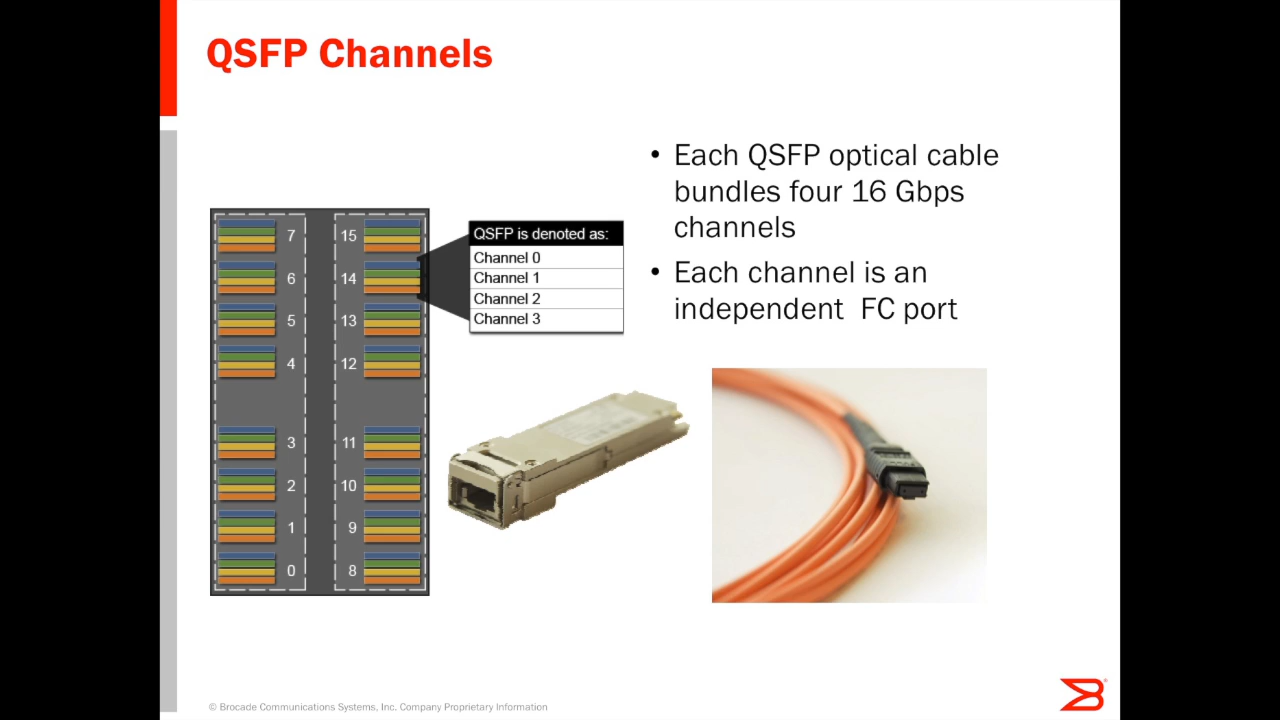 QSFP Channels
• Each QSFP optical cable
bundles four 16 Gbps
channels
• Each channel is an
independent  FC port
7 15
6 14
5 13
4 12
3 11
2 10
1 9
0 8
QSFP is denoted as:
Channel 0
Channel 1
Channel 2
Channel 3
© Brocade Communications Systems, Inc. Company Proprietary Information